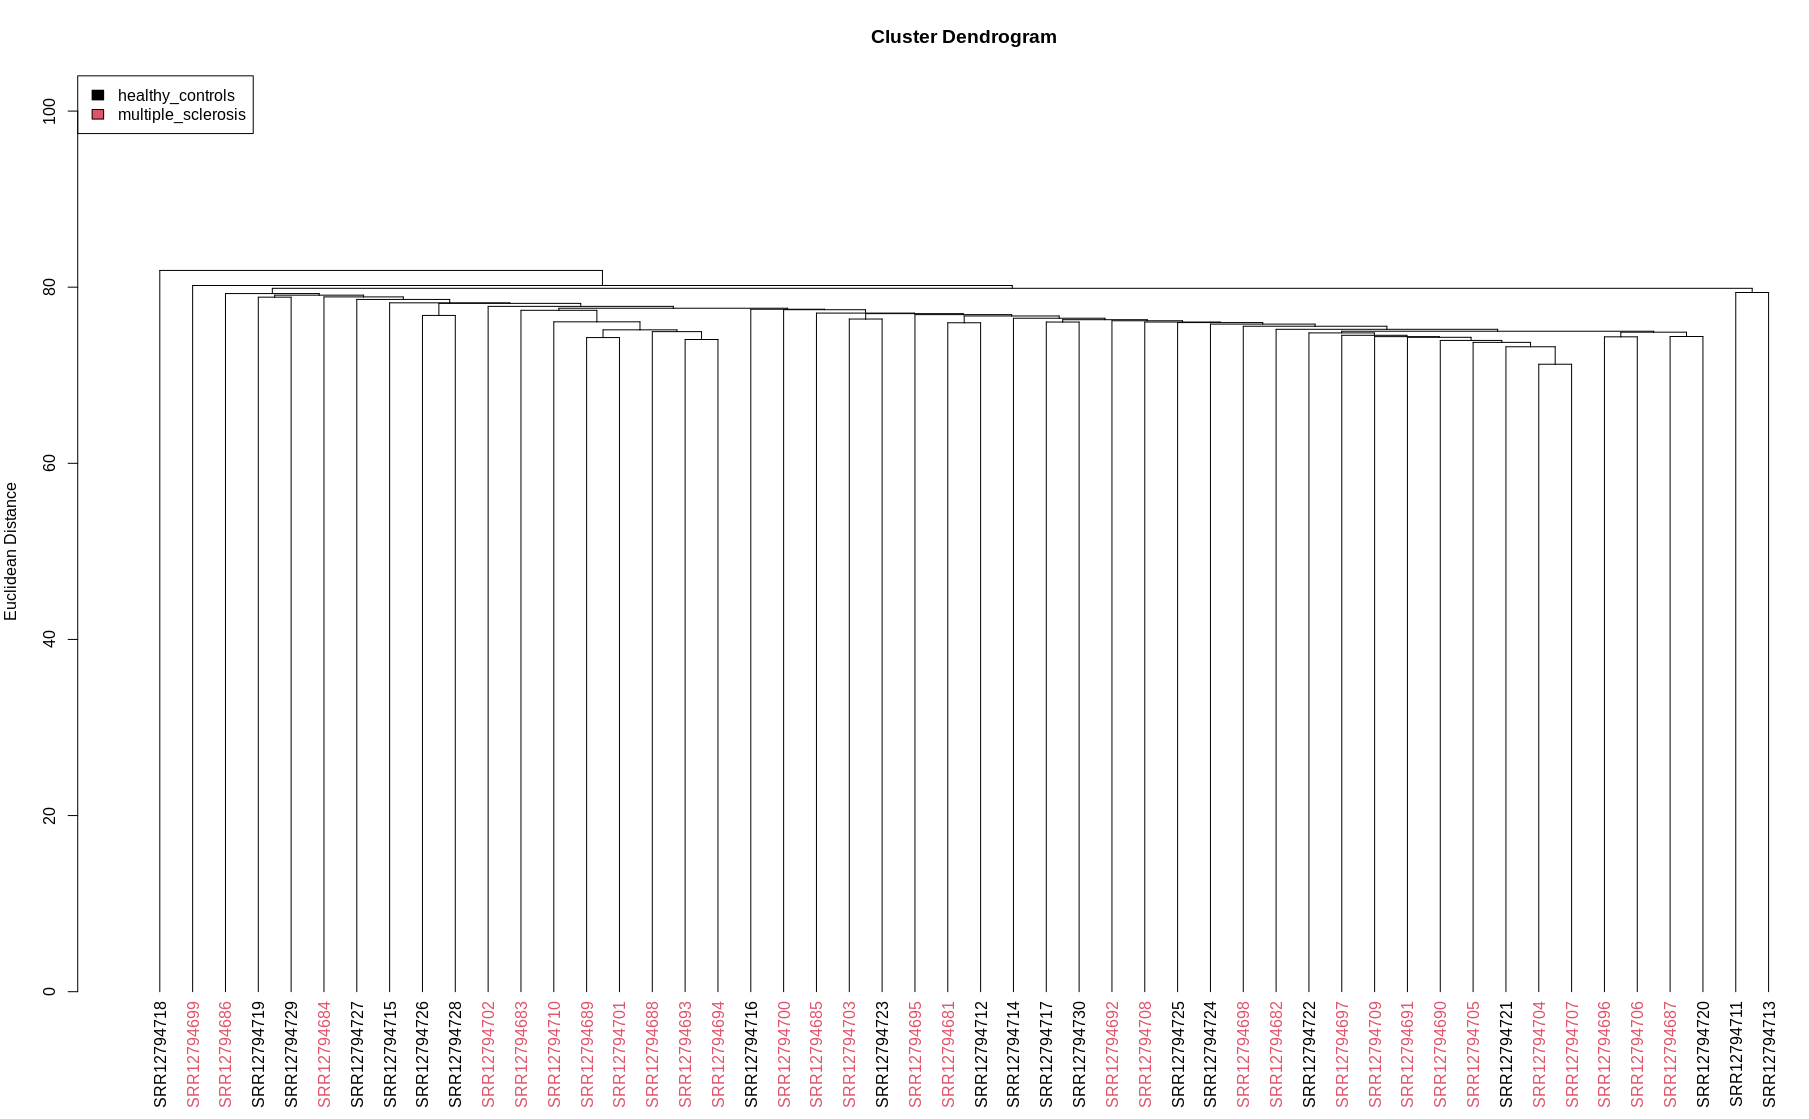 Cluster Dendrogram
healthy_controls
multiple_sclerosis
Euclidean Distance
100
80
60
40
20
0
SRR12794718
SRR12794699
SRR12794686
SRR12794719
SRR12794729
SRR12794684
SRR12794727
SRR12794715
SRR12794726
SRR12794728
SRR12794702
SRR12794683
SRR12794710
SRR12794689
SRR12794701
SRR12794688
SRR12794693
SRR12794694
SRR12794716
SRR12794700
SRR12794685
SRR12794703
SRR12794723
SRR12794695
SRR12794681
SRR12794712
SRR12794714
SRR12794717
SRR12794730
SRR12794692
SRR12794708
SRR12794725
SRR12794724
SRR12794698
SRR12794682
SRR12794722
SRR12794697
SRR12794709
SRR12794691
SRR12794690
SRR12794705
SRR12794721
SRR12794704
SRR12794707
SRR12794696
SRR12794706
SRR12794687
SRR12794720
SRR12794711
SRR12794713